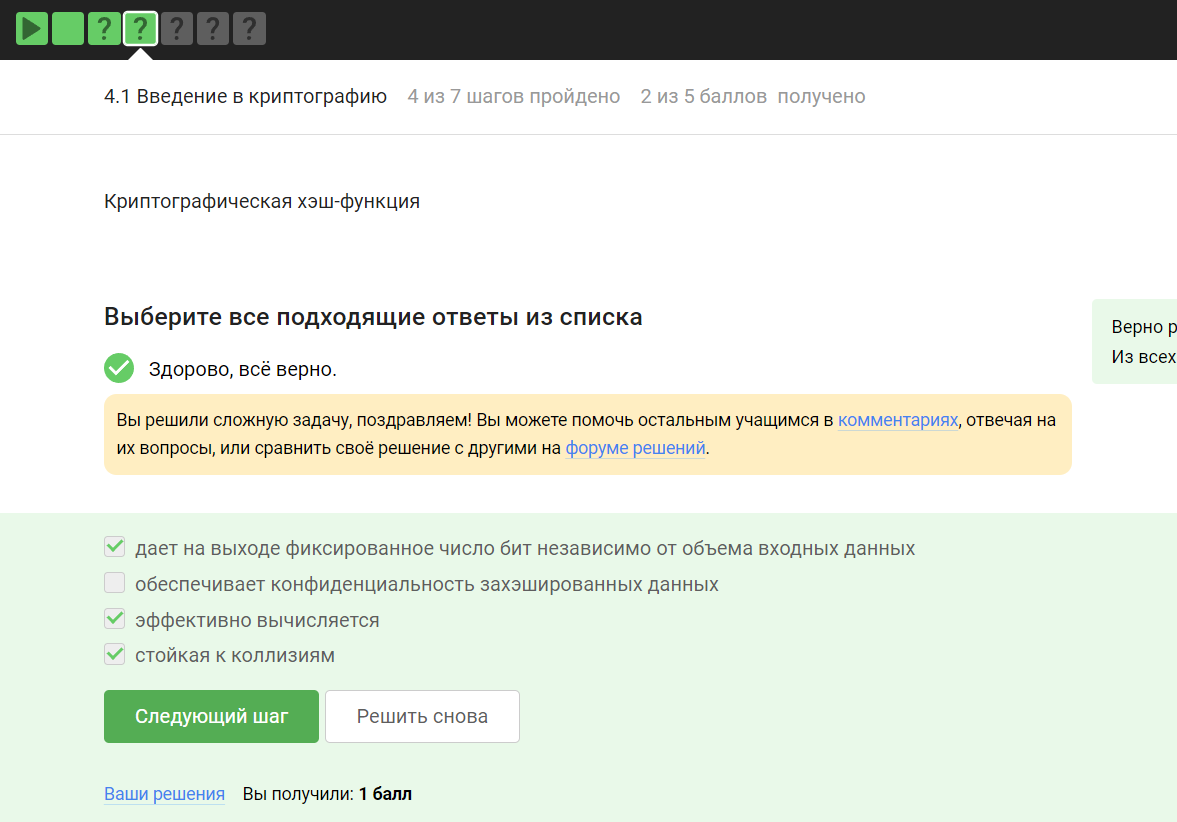 ? ? ? ? ?
4.1 Введение в криптографию 4 из 7 шагов пройдено 2 из 5 баллов получено
Криптографическая хэш-функция
Выберите все подходящие ответы из списка
Здорово, всё верно.
Верно р
Из всех
Вы решили сложную задачу, поздравляем! Вы можете помочь остальным учащимся в комментариях, отвечая на
их вопросы, или сравнить своё решение с другими на форуме решений.
дает на выходе фиксированное число бит независимо от объема входных данных
обеспечивает конфиденциальность захэшированных данных
эффективно вычисляется
стойкая к коллизиям
Следующий шаг Решить снова
Ваши решения Вы получили: 1 балл